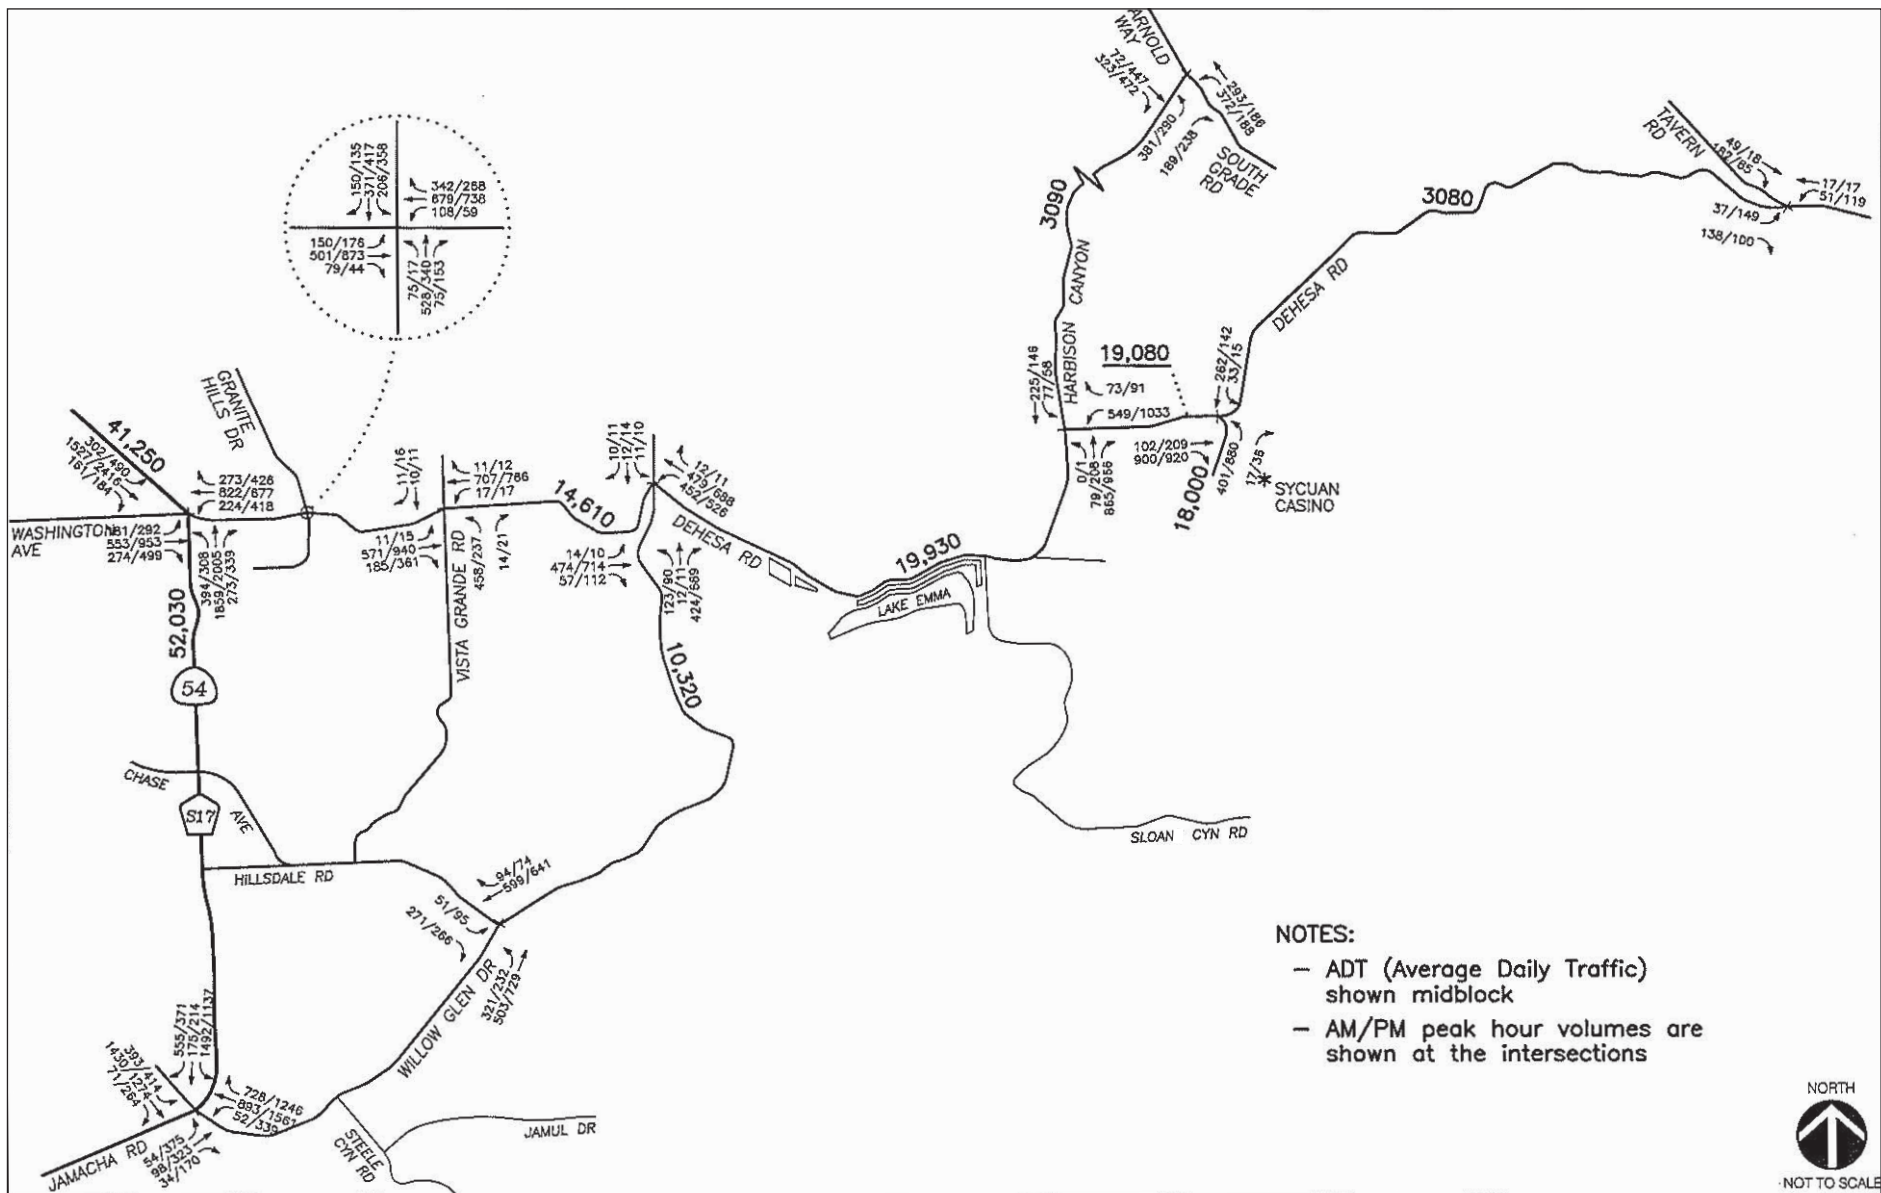 ARNOLD
WAY
72/447
323/472
293/186
372/188
381/290
189/238
SOUTH
GRADE
RD
TAVERN
RD
49/18
182/85
17/17
51/119
37/149
138/100
3090
3080
HARBISON CANYON
DEHESA RD
150/135
371/417
206/358
342/268
679/738
108/59
150/176
501/873
79/44
75/17
528/340
75/153
GRANITE
HILLS DR
41,250
302/490
1527/2416
161/184
273/426
822/677
224/418
WASHINGTON
AVE
181/292
553/953
274/499
394/308
1859/2005
273/339
52,030
54
11/16
10/11
11/12
707/786
17/17
11/15
571/940
185/361
458/237
14/21
VISTA GRANDE RD
14,610
10/11
12/14
11/10
12/11
479/688
452/526
14/10
474/714
57/112
123/90
12/11
424/669
DEHESA RD
10,320
19,930
LAKE EMMA
225/146
77/58
19,080
73/91
549/1033
262/142
33/15
102/209
900/920
0/1
79/208
865/956
18,000
401/880
17/36
SYCUAN
CASINO
SLOAN CYN RD
CHASE
AVE
S17
HILLSDALE RD
94/74
599/641
51/95
271/266
321/232
503/729
WILLOW GLEN DR
555/371
175/214
1492/1137
393/414
1430/1274
71/264
728/1246
893/1561
52/339
54/375
98/323
34/170
JAMACHA RD
STEELE
CYN RD
JAMUL DR
NOTES:
– ADT (Average Daily Traffic)
shown midblock
– AM/PM peak hour volumes are
shown at the intersections
NORTH
NOT TO SCALE